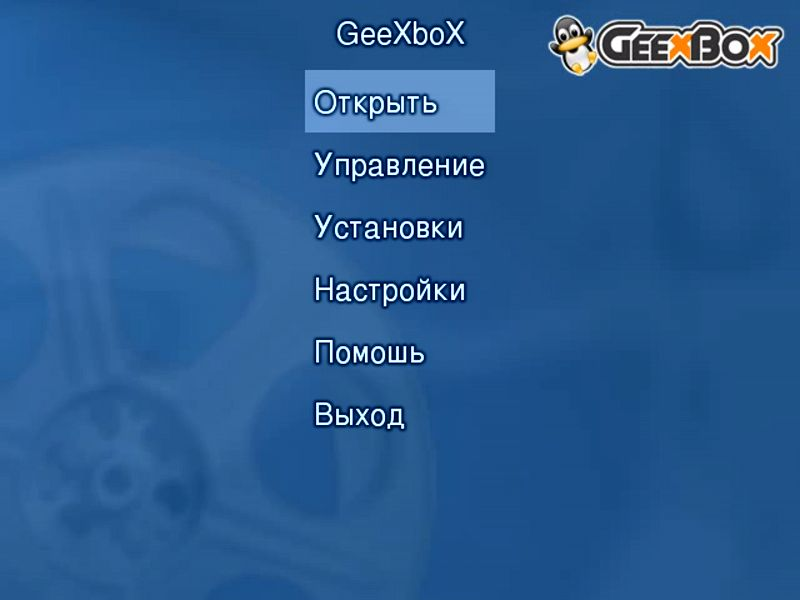 GeeXboX
GEEXBOX
Открыть
Управление
Установки
Настройки
Помошь
Выход